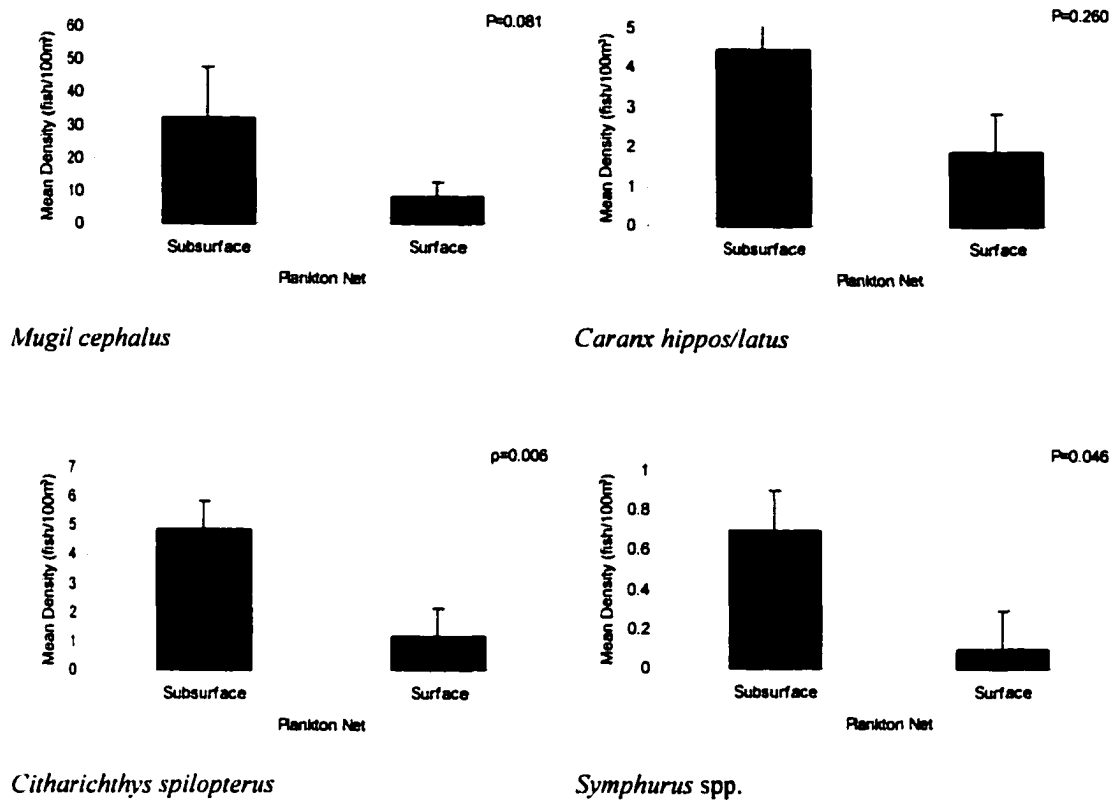 P=0.081
Mean Density (fish/100m³)
60
50
40
30
20
10
0
Subsurface Surface
Plankton Net
Mugil cephalus
P=0.260
Mean Density (fish/100m³)
5
4
3
2
1
0
Subsurface Surface
Plankton Net
Caranx hippos/latus
p=0.006
Mean Density (fish/100m³)
7
6
5
4
3
2
1
0
Subsurface Surface
Plankton Net
Citharichthys spilopterus
P=0.046
Mean Density (fish/100m³)
1
0.8
0.6
0.4
0.2
0
Subsurface Surface
Plankton Net
Symphurus spp.